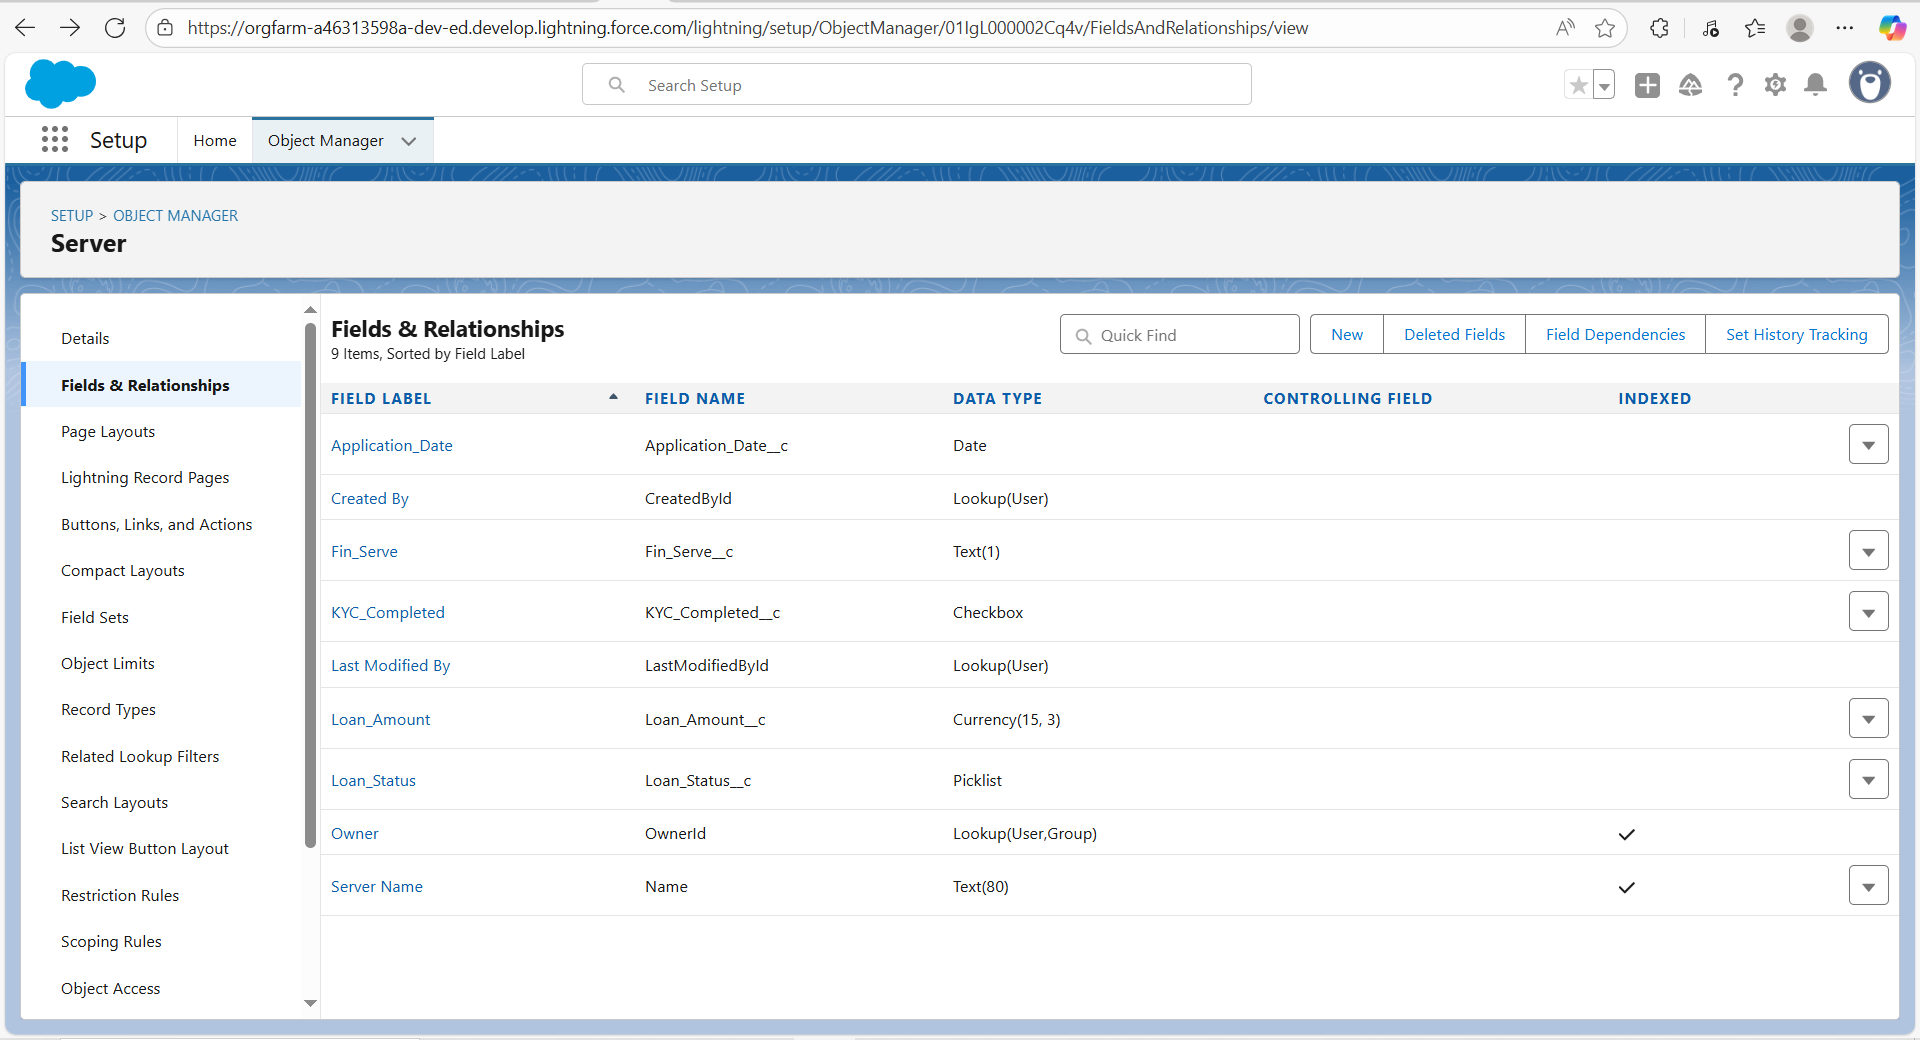 https://orgfarm-a46313598a-dev-ed.develop.lightning.force.com/lightning/setup/ObjectManager/01IgL000002Cq4v/FieldsAndRelationships/view
Search Setup
Setup
Home
Object Manager
SETUP > OBJECT MANAGER
Server
Details
Fields & Relationships
Page Layouts
Lightning Record Pages
Buttons, Links, and Actions
Compact Layouts
Field Sets
Object Limits
Record Types
Related Lookup Filters
Search Layouts
List View Button Layout
Restriction Rules
Scoping Rules
Object Access
Fields & Relationships
9 Items, Sorted by Field Label
Quick Find
New
Deleted Fields
Field Dependencies
Set History Tracking
FIELD LABEL FIELD NAME DATA TYPE CONTROLLING FIELD INDEXED
Application_Date Application_Date__c Date
Created By CreatedById Lookup(User)
Fin_Serve Fin_Serve__c Text(1)
KYC_Completed KYC_Completed__c Checkbox
Last Modified By LastModifiedById Lookup(User)
Loan_Amount Loan_Amount__c Currency(15, 3)
Loan_Status Loan_Status__c Picklist
Owner OwnerId Lookup(User,Group)
Server Name Name Text(80)